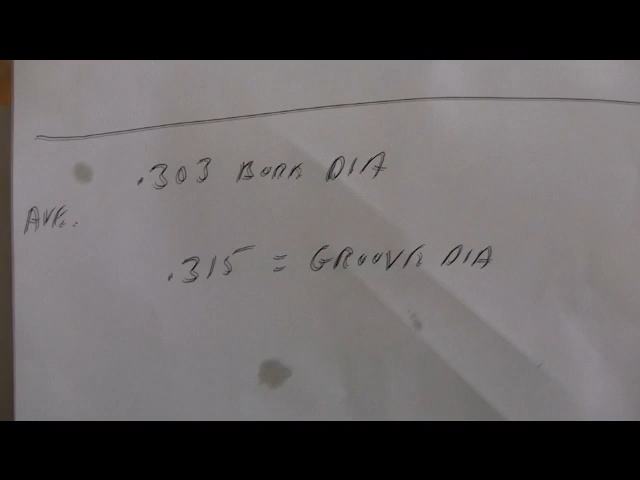 .303 BORE DIA
AVE.
.315 = GROOVE DIA